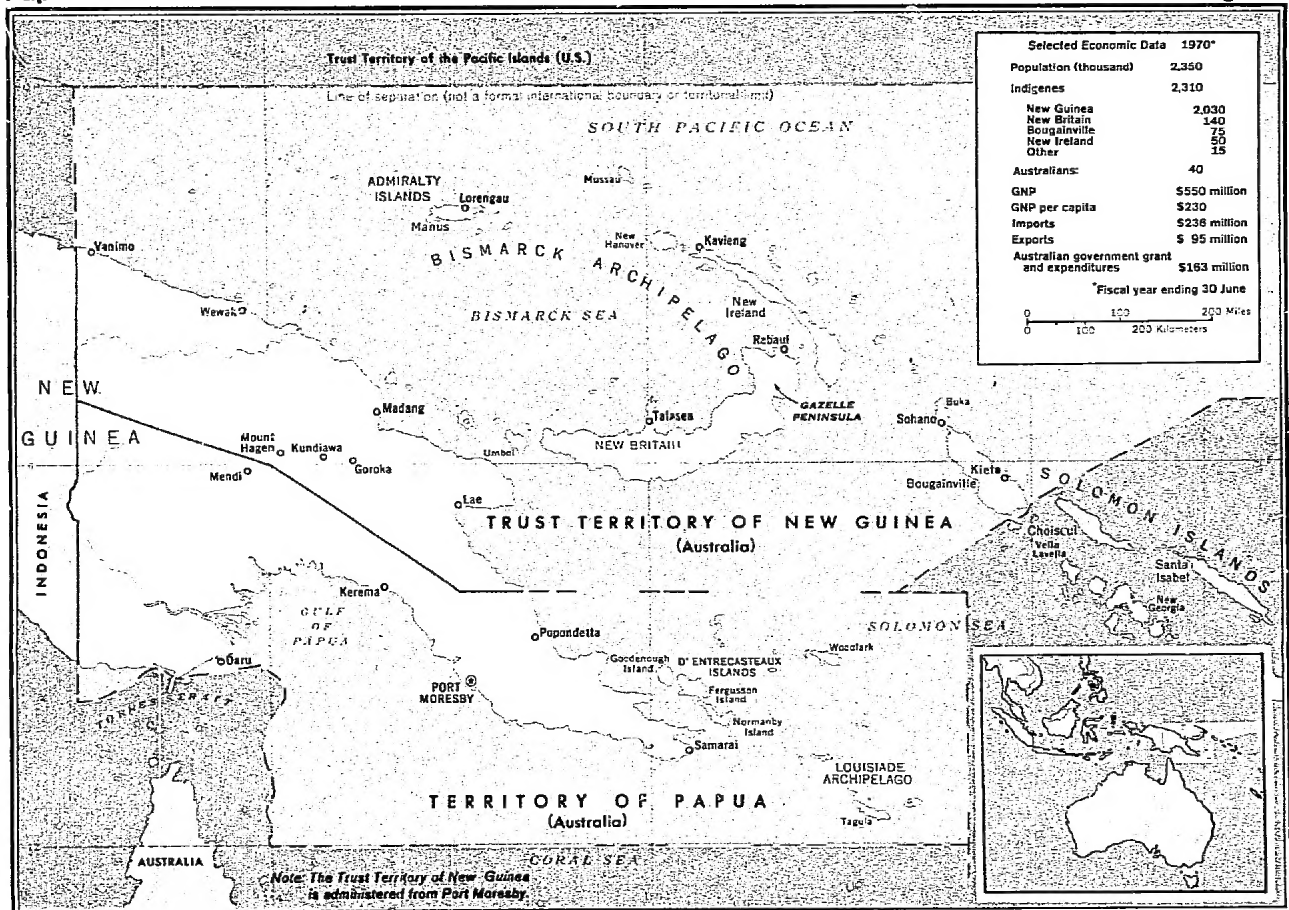 Trust Territory of the Pacific Islands (U.S.)
Line of separation (not a formal international boundary or territorial limit)
SOUTH PACIFIC OCEAN
Selected Economic Data 1970*
Population (thousand) 2,350
Indigenes 2,310
New Guinea 2,030
New Britain 140
Bougainville 75
New Ireland 50
Other 15
Australians: 40
GNP $550 million
GNP per capita $230
Imports $236 million
Exports $ 95 million
Australian government grant
and expenditures $163 million
*Fiscal year ending 30 June
0 100 200 Miles
0 100 200 Kilometers
ADMIRALTY
ISLANDS
Lorengau
Manus
Mussau
New
Hanover
Kavieng
Vanimo
BISMARCK ARCHIPELAGO
BISMARCK SEA
New
Ireland
Wewak
Rabaul
NEW
GUINEA
Madang
Talasea
GAZELLE
PENINSULA
Buka
Sohano
Mount
Hagen
Kundiawa
Goroka
Mendi
Umboi
NEW BRITAIN
Kieta
Bougainville
SOLOMON ISLANDS
Lae
INDONESIA
TRUST TERRITORY OF NEW GUINEA
(Australia)
Choiseul
Vella
Lavella
Santa
Isabel
New
Georgia
Kerema
GULF
OF
PAPUA
Popondetta
SOLOMON SEA
Woodlark
Daru
Goodenough
Island
D'ENTRECASTEAUX
ISLANDS
PORT
MORESBY
Fergusson
Island
Normanby
Island
TORRES STRAIT
Samarai
LOUISIADE
ARCHIPELAGO
TERRITORY OF PAPUA
(Australia)
Tagula
AUSTRALIA
CORAL SEA
Note: The Trust Territory of New Guinea
is administered from Port Moresby.